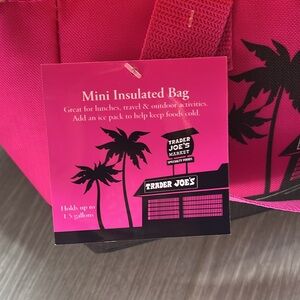 Mini Insulated Bag
Great for lunches, travel & outdoor activities.
Add an ice pack to help keep foods cold.
TRADER
JOE'S
MARKET
SPECIALTY FOODS
TRADER JOE'S
Holds up to
1.5 gallons